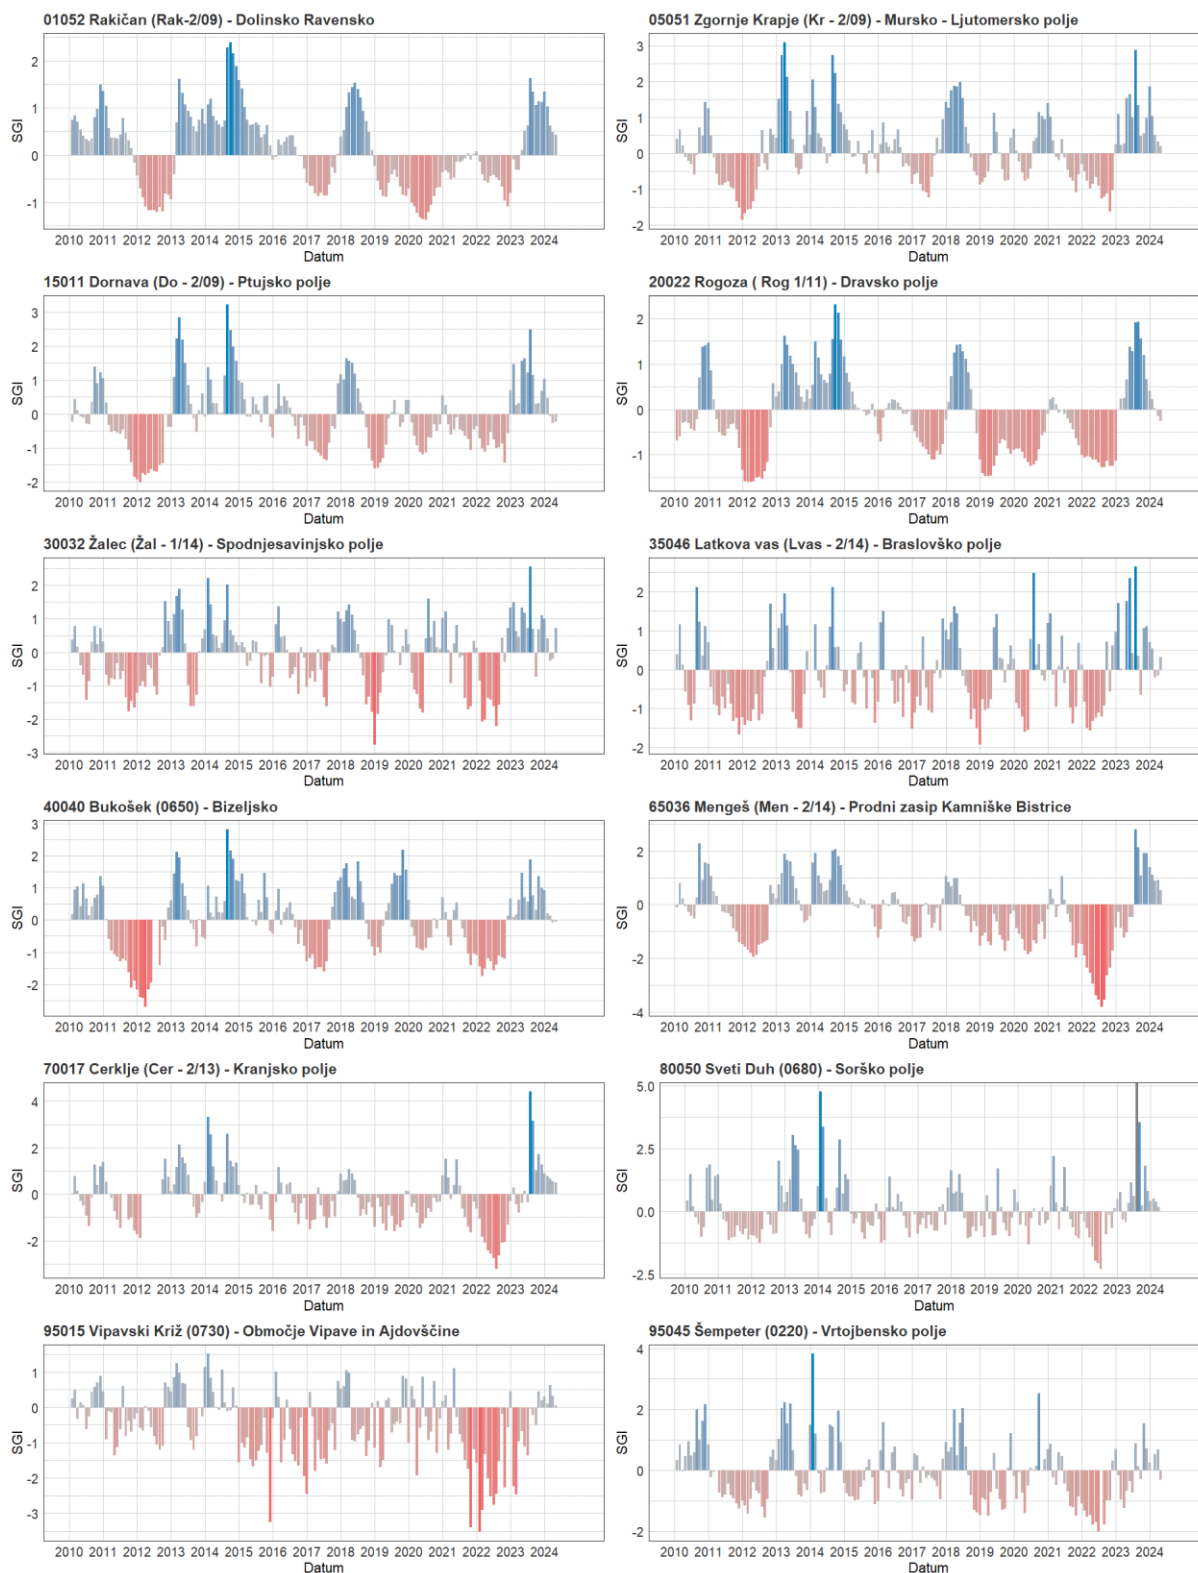 01052 Rakičan (Rak-2/09) - Dolinsko Ravensko
2
1
0
-1
SGI
2010 2011 2012 2013 2014 2015 2016 2017 2018 2019 2020 2021 2022 2023 2024
Datum
05051 Zgornje Krapje (Kr - 2/09) - Mursko - Ljutomersko polje
3
2
1
0
-1
-2
SGI
2010 2011 2012 2013 2014 2015 2016 2017 2018 2019 2020 2021 2022 2023 2024
Datum
15011 Dornava (Do - 2/09) - Ptujsko polje
3
2
1
0
-1
-2
SGI
2010 2011 2012 2013 2014 2015 2016 2017 2018 2019 2020 2021 2022 2023 2024
Datum
20022 Rogoza ( Rog 1/11) - Dravsko polje
2
1
0
-1
SGI
2010 2011 2012 2013 2014 2015 2016 2017 2018 2019 2020 2021 2022 2023 2024
Datum
30032 Žalec (Žal - 1/14) - Spodnjesavinjsko polje
2
1
0
-1
-2
-3
SGI
2010 2011 2012 2013 2014 2015 2016 2017 2018 2019 2020 2021 2022 2023 2024
Datum
35046 Latkova vas (Lvas - 2/14) - Braslovško polje
2
1
0
-1
-2
SGI
2010 2011 2012 2013 2014 2015 2016 2017 2018 2019 2020 2021 2022 2023 2024
Datum
40040 Bukošek (0650) - Bizeljsko
3
2
1
0
-1
-2
SGI
2010 2011 2012 2013 2014 2015 2016 2017 2018 2019 2020 2021 2022 2023 2024
Datum
65036 Mengeš (Men - 2/14) - Prodni zasip Kamniške Bistrice
2
0
-2
-4
SGI
2010 2011 2012 2013 2014 2015 2016 2017 2018 2019 2020 2021 2022 2023 2024
Datum
70017 Cerklje (Cer - 2/13) - Kranjsko polje
4
2
0
-2
SGI
2010 2011 2012 2013 2014 2015 2016 2017 2018 2019 2020 2021 2022 2023 2024
Datum
80050 Sveti Duh (0680) - Sorško polje
5.0
2.5
0.0
-2.5
SGI
2010 2011 2012 2013 2014 2015 2016 2017 2018 2019 2020 2021 2022 2023 2024
Datum
95015 Vipavski Križ (0730) - Območje Vipave in Ajdovščine
1
0
-1
-2
-3
SGI
2010 2011 2012 2013 2014 2015 2016 2017 2018 2019 2020 2021 2022 2023 2024
Datum
95045 Šempeter (0220) - Vrtojbensko polje
4
2
0
-2
SGI
2010 2011 2012 2013 2014 2015 2016 2017 2018 2019 2020 2021 2022 2023 2024
Datum